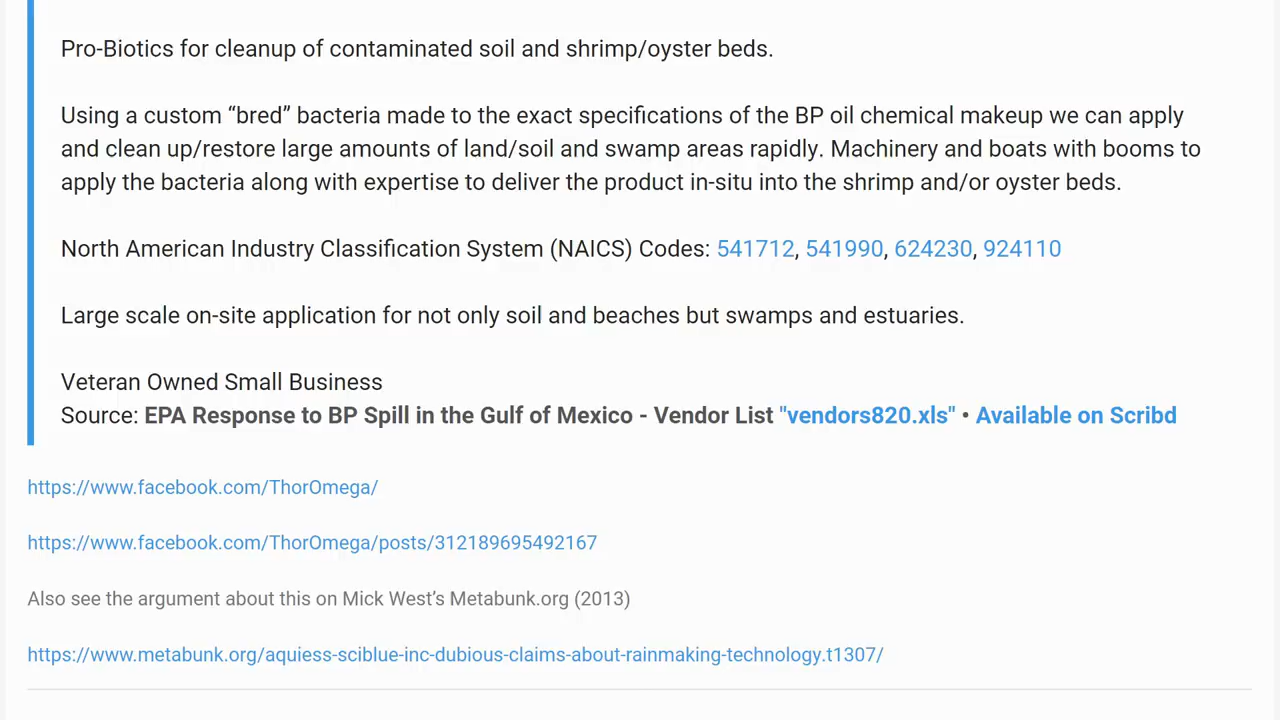 Pro-Biotics for cleanup of contaminated soil and shrimp/oyster beds.
Using a custom “bred” bacteria made to the exact specifications of the BP oil chemical makeup we can apply
and clean up/restore large amounts of land/soil and swamp areas rapidly. Machinery and boats with booms to
apply the bacteria along with expertise to deliver the product in-situ into the shrimp and/or oyster beds.
North American Industry Classification System (NAICS) Codes: 541712, 541990, 624230, 924110
Large scale on-site application for not only soil and beaches but swamps and estuaries.
Veteran Owned Small Business
Source: EPA Response to BP Spill in the Gulf of Mexico - Vendor List "vendors820.xls" • Available on Scribd
https://www.facebook.com/ThorOmega/
https://www.facebook.com/ThorOmega/posts/312189695492167
Also see the argument about this on Mick West’s Metabunk.org (2013)
https://www.metabunk.org/aquiess-sciblue-inc-dubious-claims-about-rainmaking-technology.t1307/